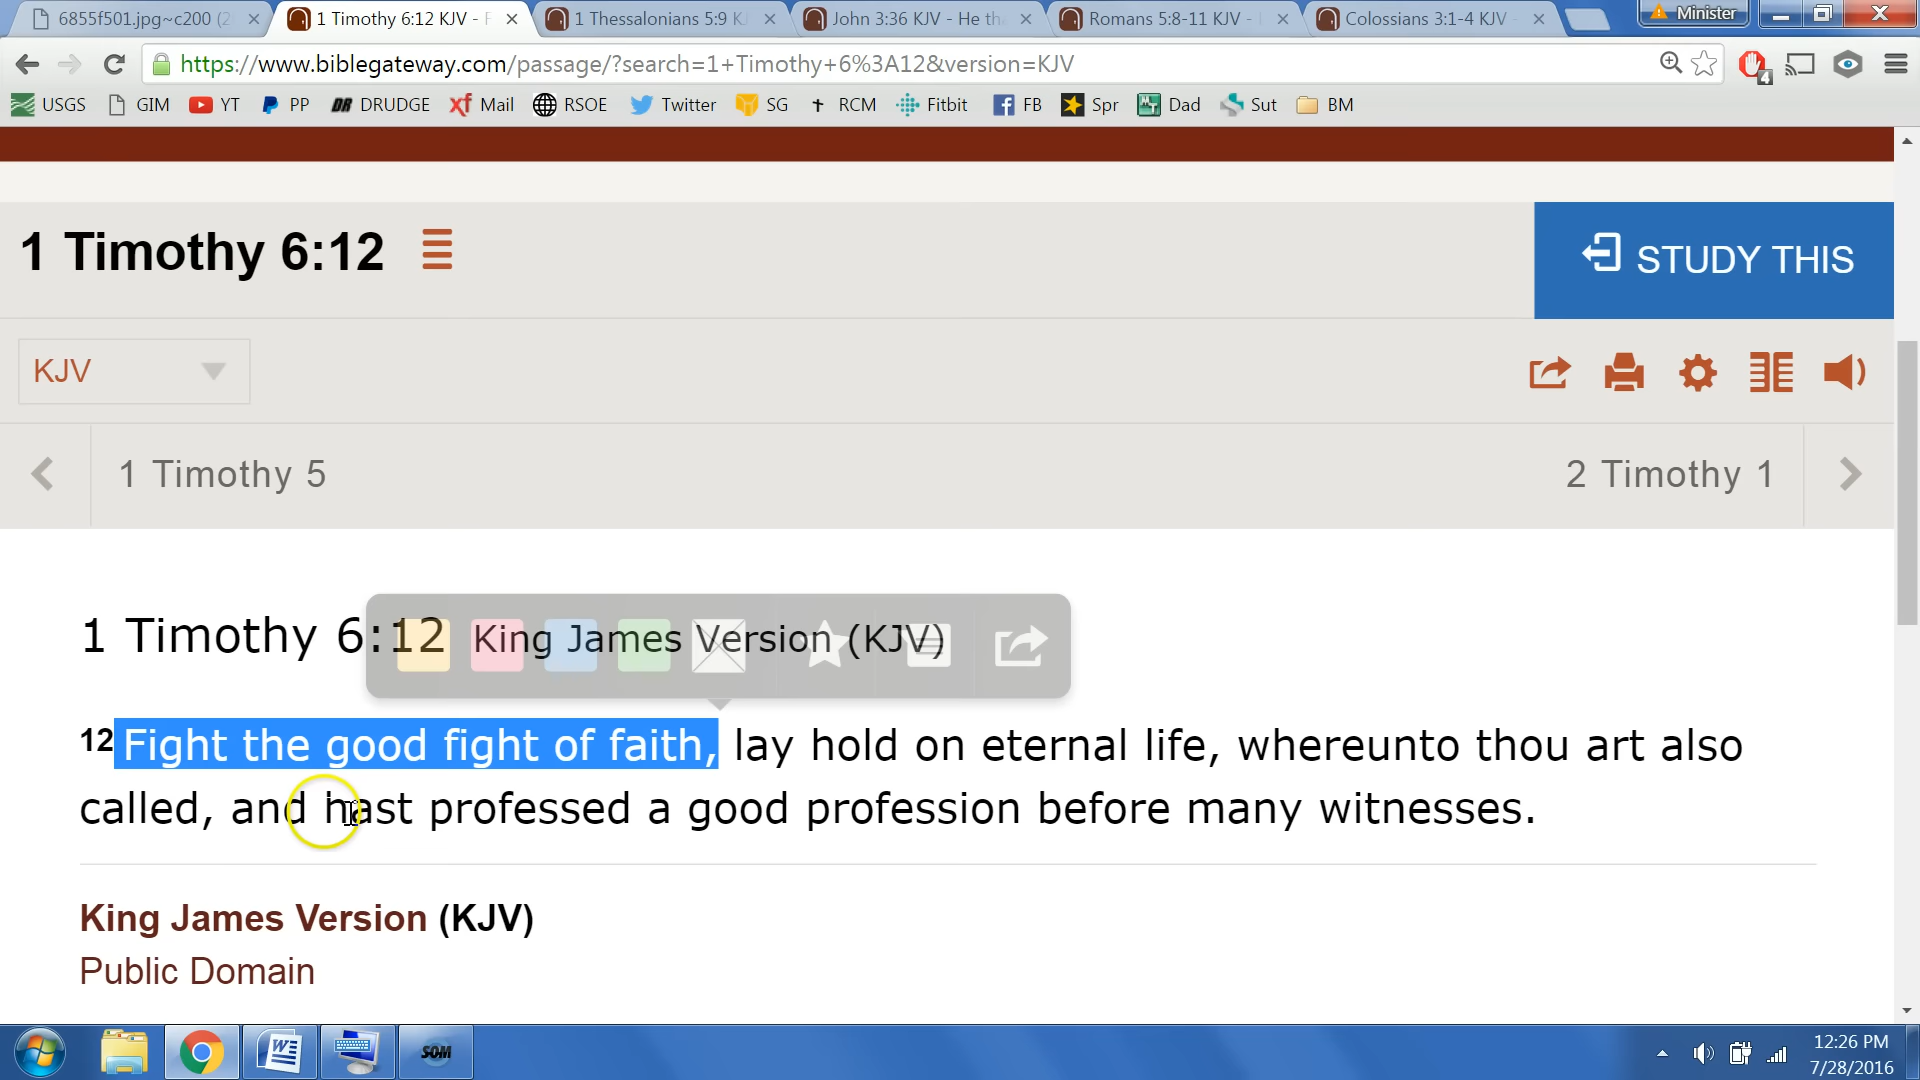 6855f501.jpg~c200 (2
1 Timothy 6:12 KJV - F
1 Thessalonians 5:9 KJ
John 3:36 KJV - He th
Romans 5:8-11 KJV -
Colossians 3:1-4 KJV -
Minister
https://www.biblegateway.com/passage/?search=1+Timothy+6%3A12&version=KJV
4
USGS GIM YT PP DRUDGE Mail RSOE Twitter SG RCM Fitbit FB Spr Dad Sut BM
1 Timothy 6:12
STUDY THIS
KJV
1 Timothy 5
2 Timothy 1
1 Timothy 6:12 King James Version (KJV)
12 Fight the good fight of faith, lay hold on eternal life, whereunto thou art also
called, and hast professed a good profession before many witnesses.
King James Version (KJV)
Public Domain
SOM
12:26 PM
7/28/2016